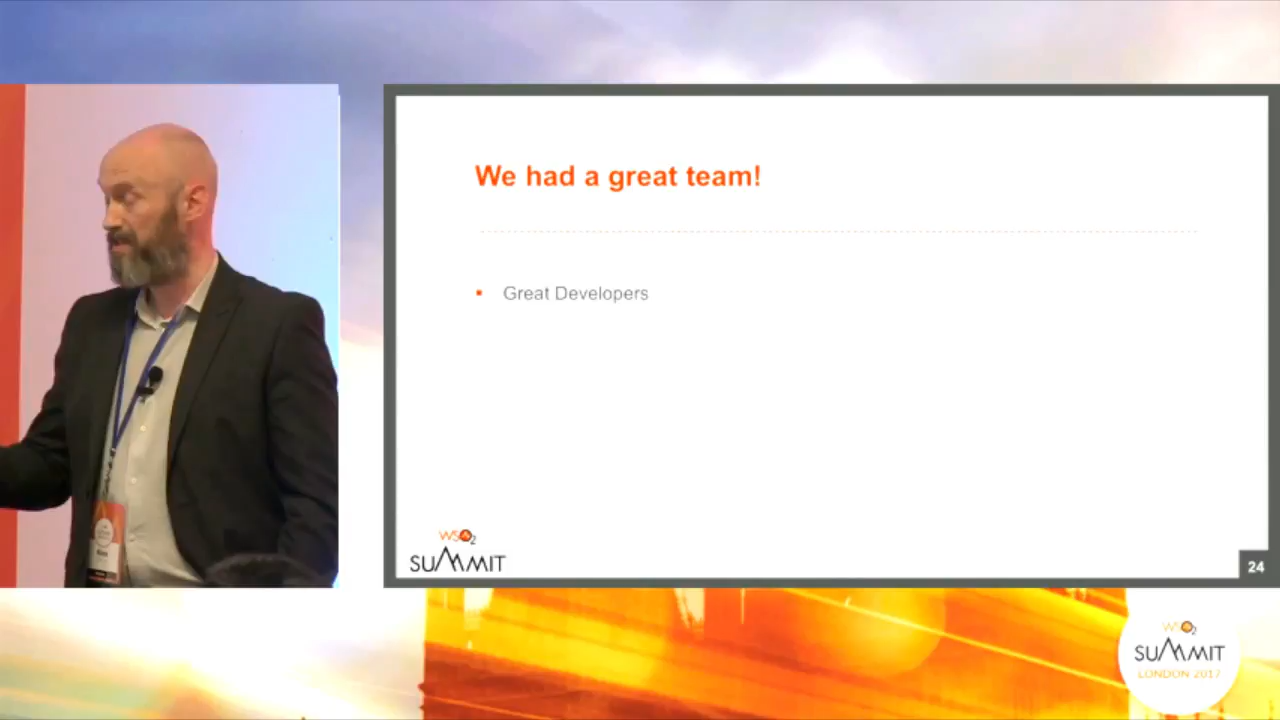 We had a great team!
Great Developers
WSO2
SUMMIT
24
WSO2
SUMMIT
LONDON 2017